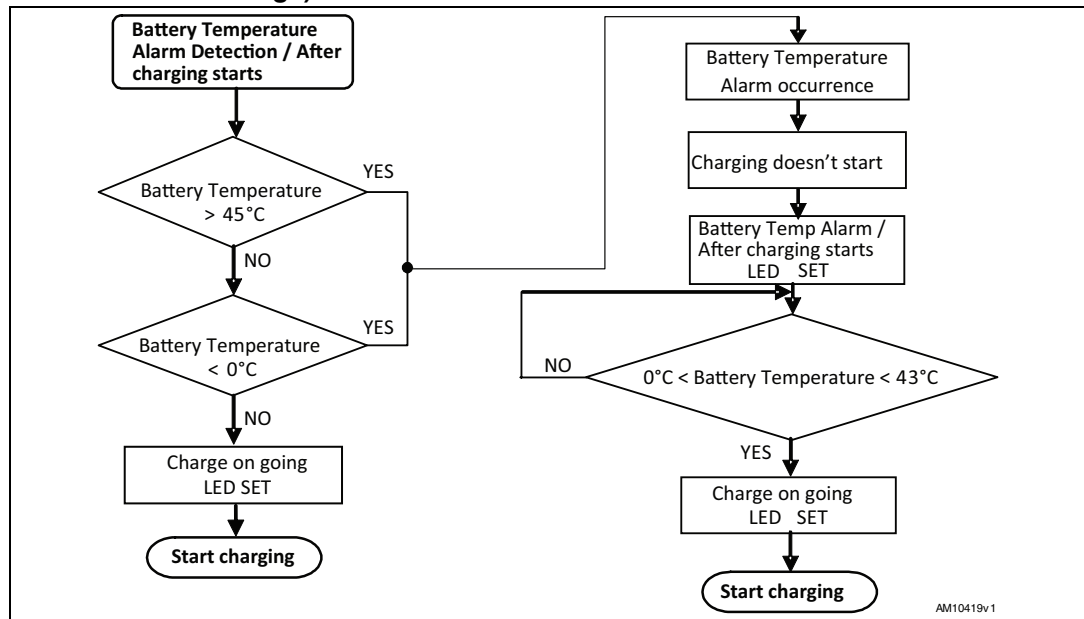 Battery Temperature
Alarm Detection / After
charging starts
Battery Temperature
> 45°C
YES
NO
Battery Temperature
< 0°C
YES
NO
Charge on going
LED SET
Start charging
Battery Temperature
Alarm occurrence
Charging doesn't start
Battery Temp Alarm /
After charging starts
LED SET
0°C < Battery Temperature < 43°C
NO
YES
Charge on going
LED SET
Start charging
AM10419v1